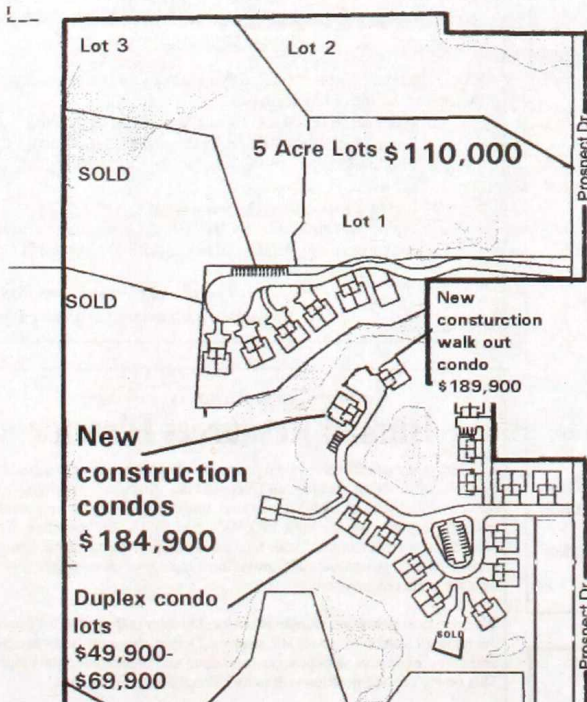 Lot 3
Lot 2
Prospect Dr
5 Acre Lots $110,000
SOLD
Lot 1
SOLD
New
consturction
walk out
condo
$189,900
New
construction
condos
$184,900
Duplex condo
lots
$49,900-
$69,900
SOLD
Prospect Dr